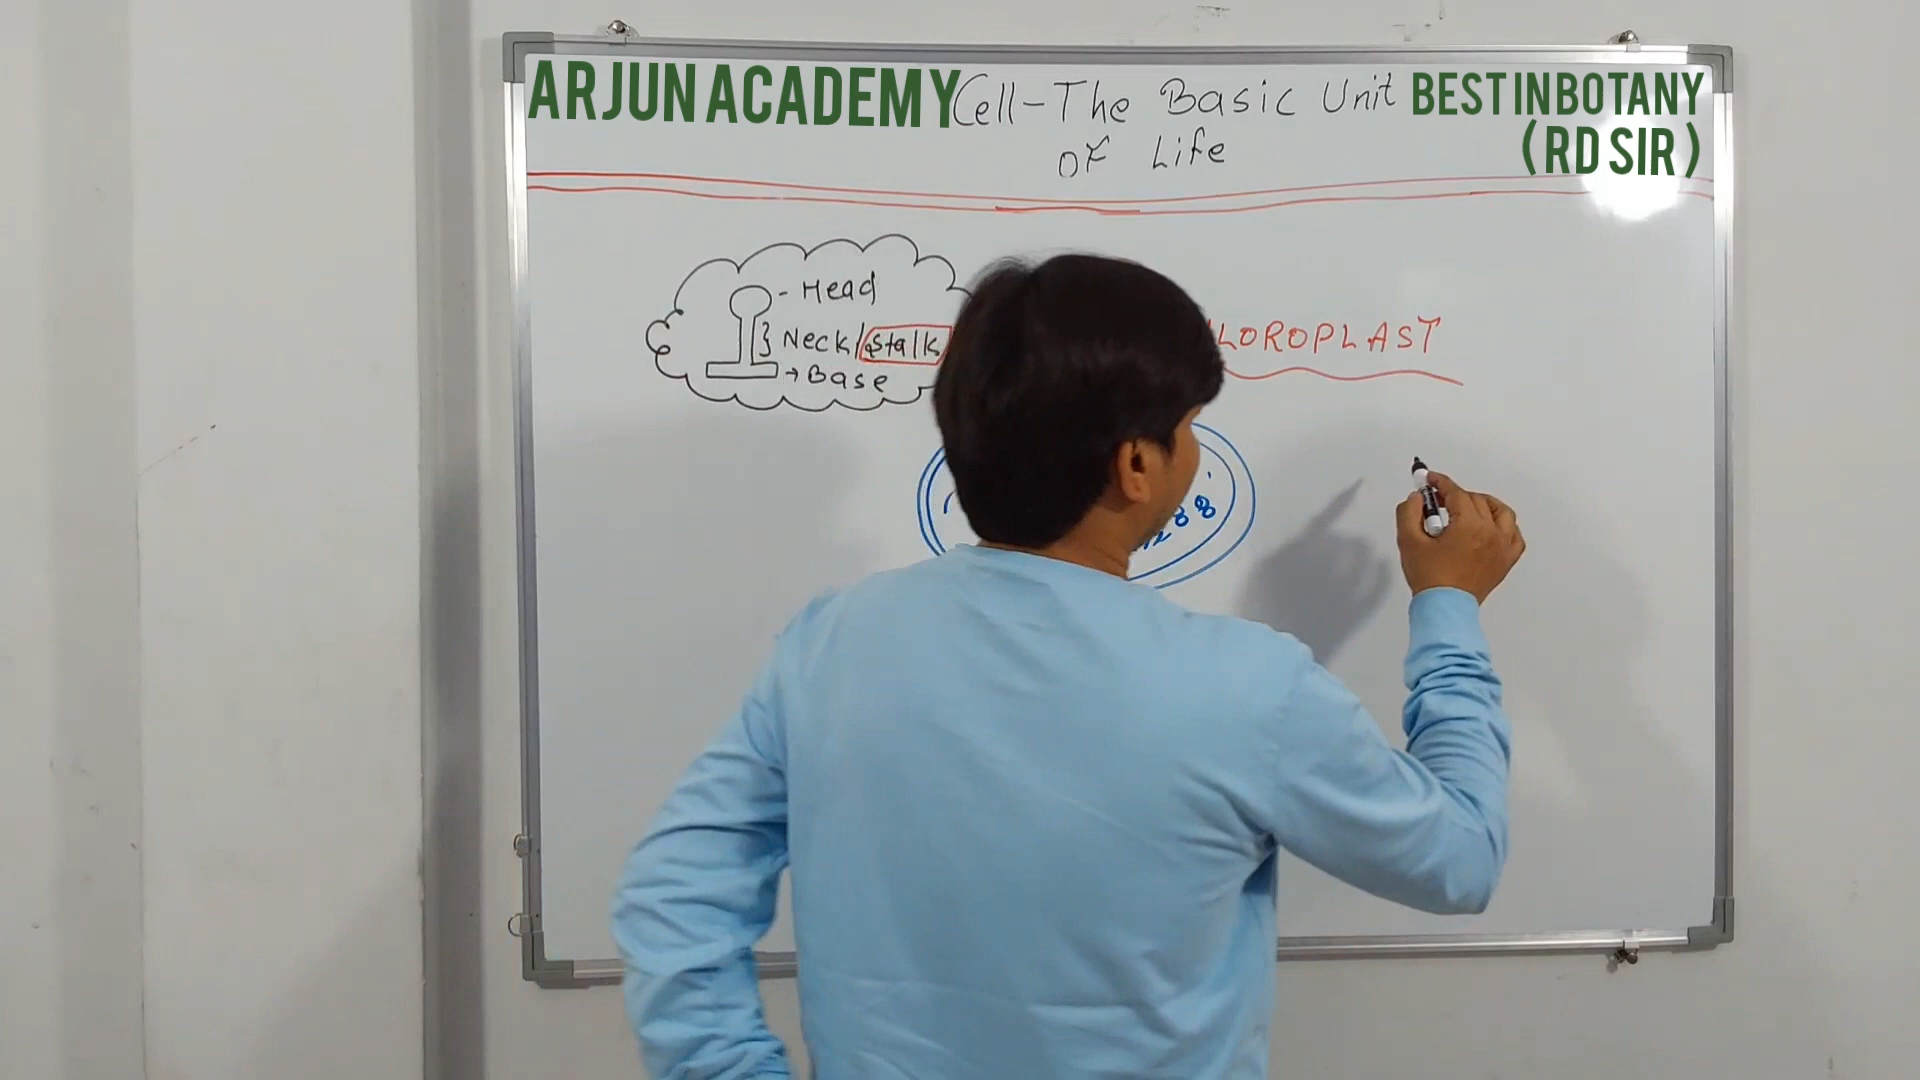 ARJUN ACADEMY
Cell-The Basic Unit
of Life
BEST IN BOTANY
(RD SIR)
- Head
Neck/Stalk
→ Base
LOROPLAST